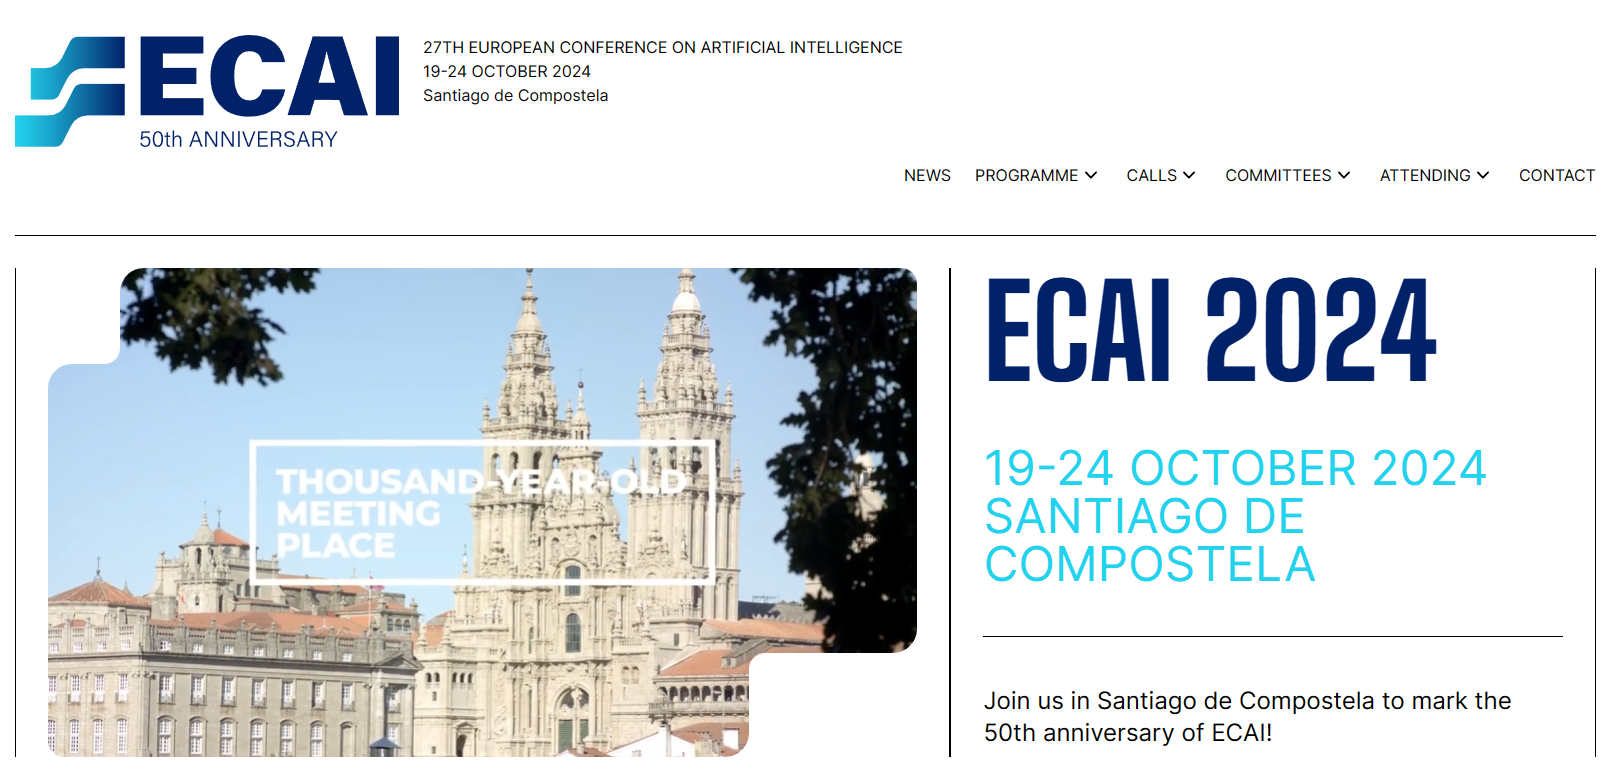 ECAI
50th ANNIVERSARY
27TH EUROPEAN CONFERENCE ON ARTIFICIAL INTELLIGENCE
19-24 OCTOBER 2024
Santiago de Compostela
NEWS PROGRAMME CALLS COMMITTEES ATTENDING CONTACT
THOUSAND-YEAR-OLD
MEETING
PLACE
ECAI 2024
19-24 OCTOBER 2024
SANTIAGO DE
COMPOSTELA
Join us in Santiago de Compostela to mark the
50th anniversary of ECAI!